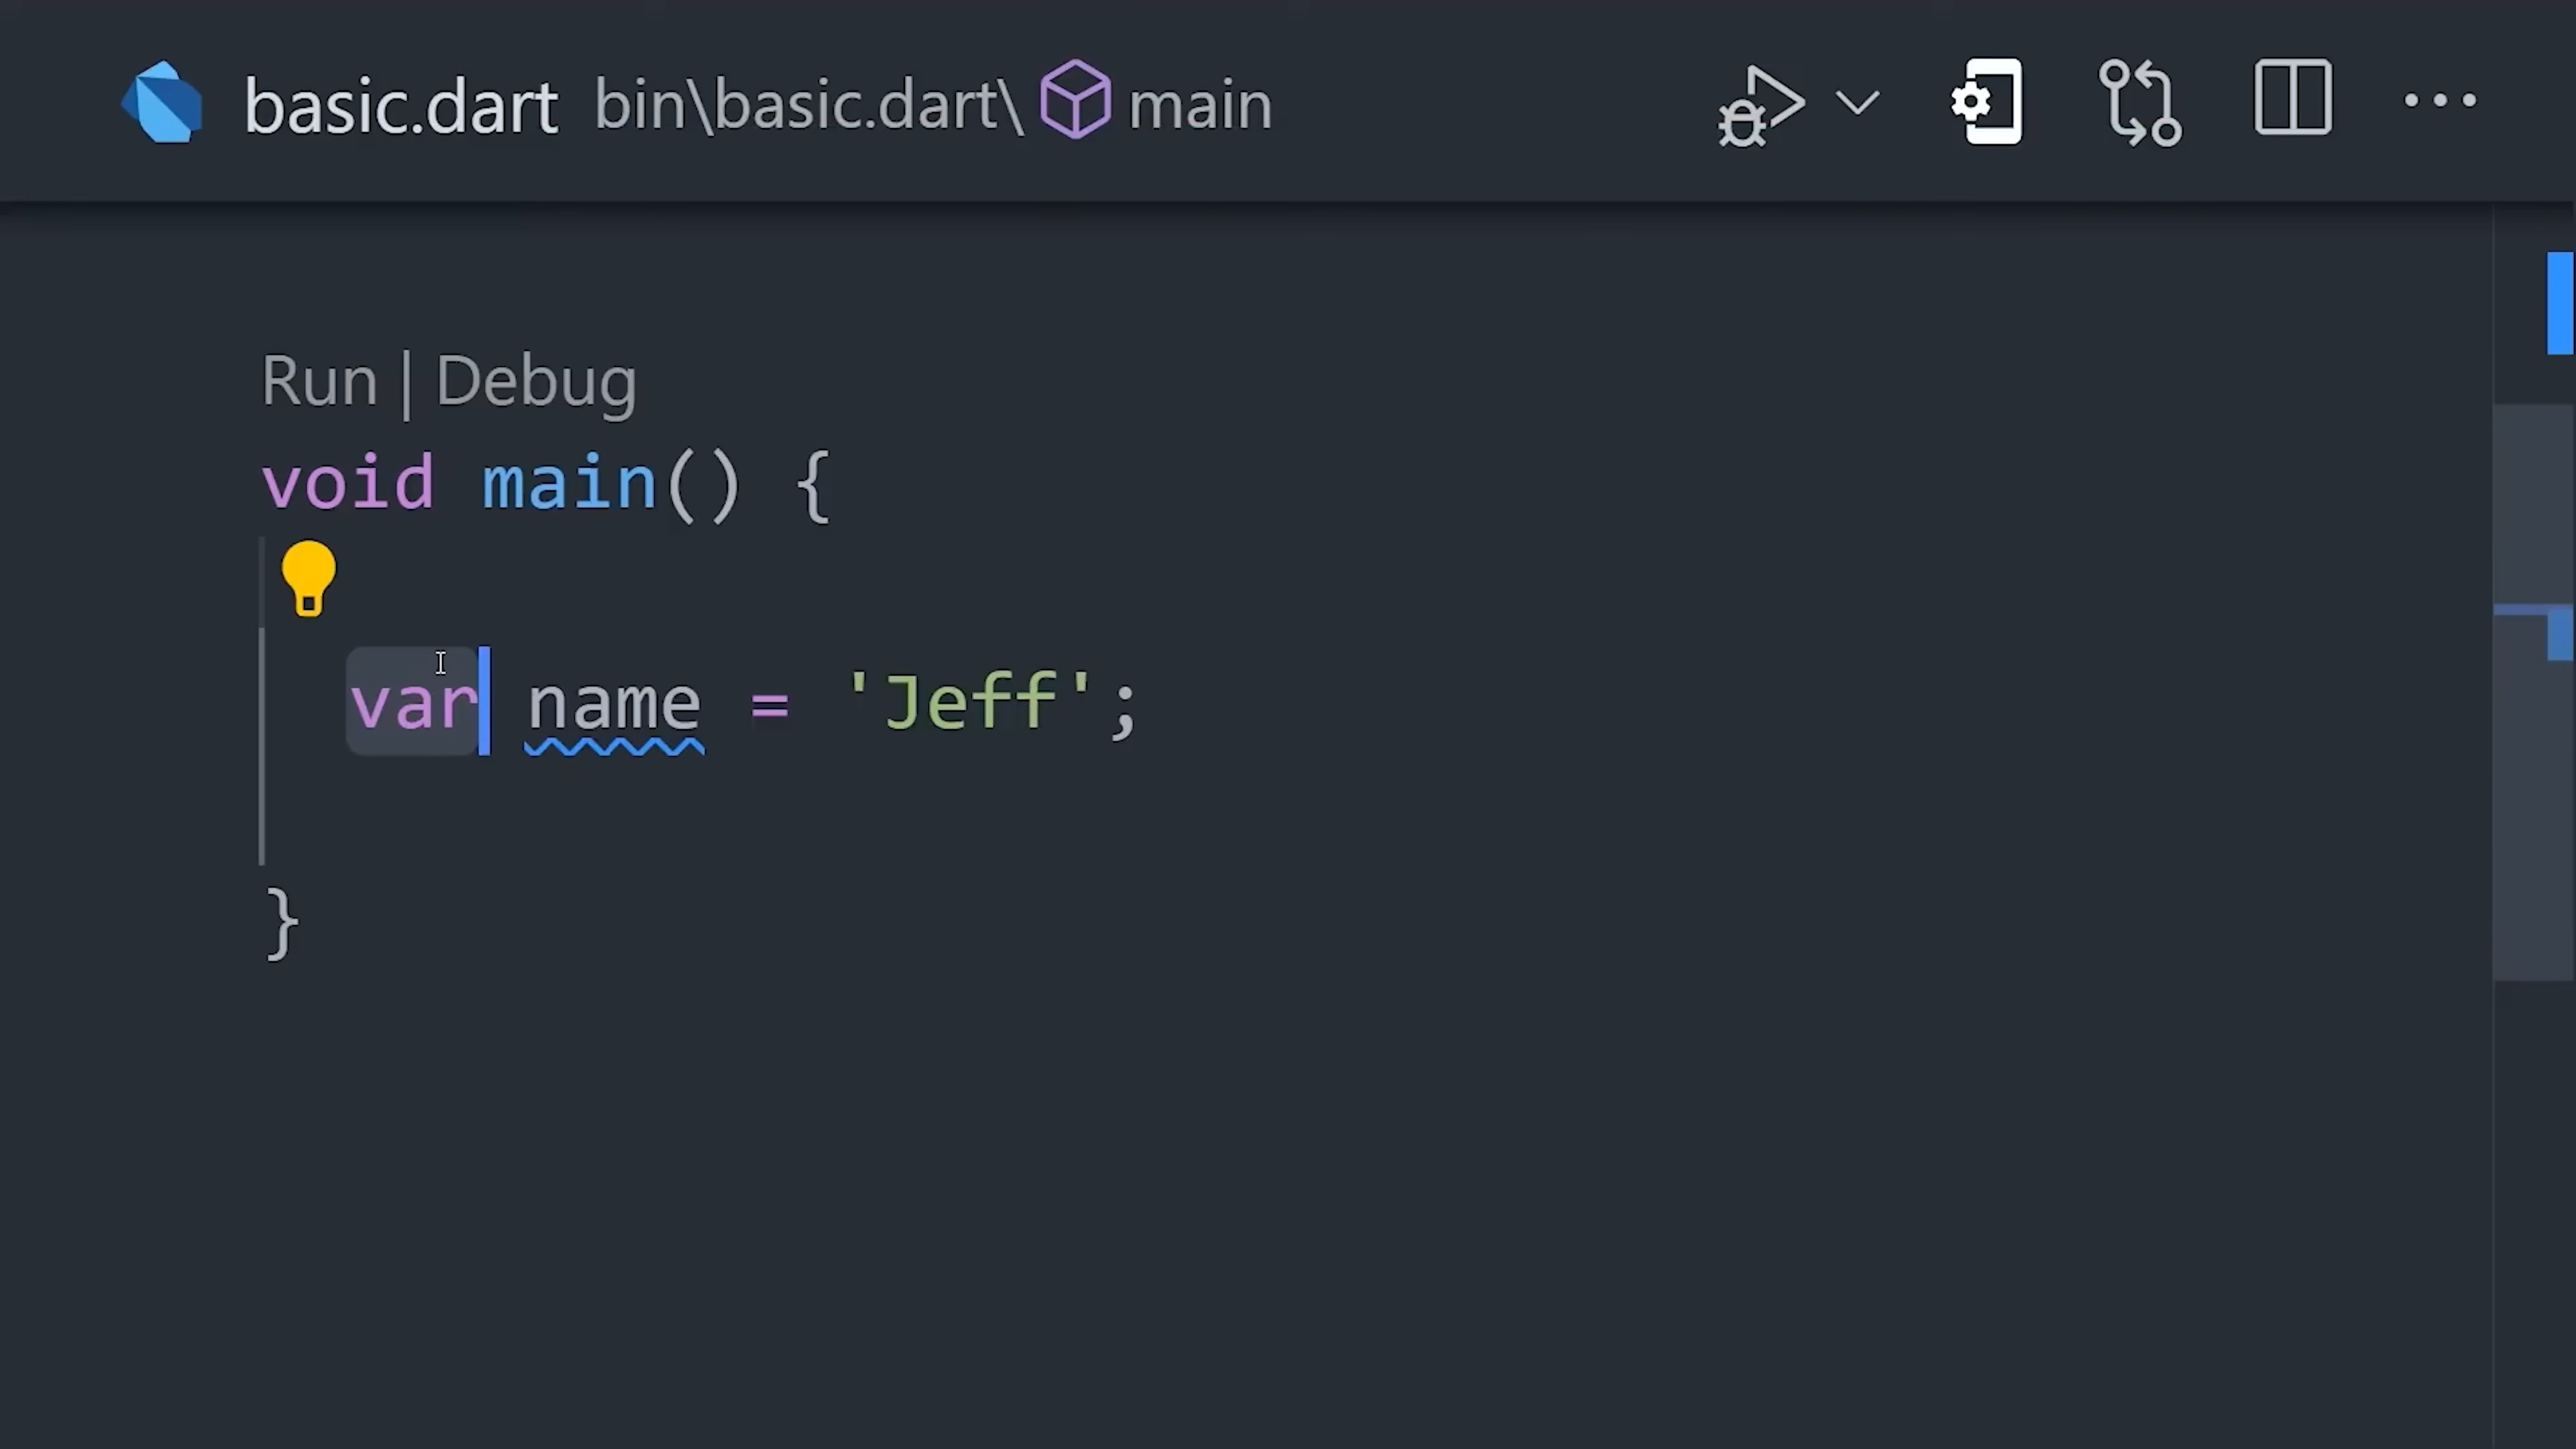 basic.dart bin\basic.dart\ main
Run | Debug
void main() {
var name = 'Jeff';
}